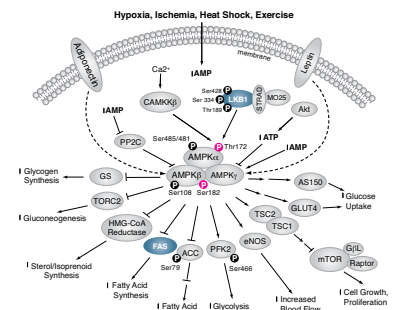 Hypoxia, Ischemia, Heat Shock, Exercise
membrane
Adiponectin
Leptin
Ca2+
AMP
Ser428 P
Ser 334 P
Thr189 P
LKB1
STRAD
MO25
CAMKKβ
Akt
AMP
ATP
AMP
PP2C
Ser485/481
P
P
Thr172
AMPKα
AMPKβ
AMPKγ
P
Ser108
P
Ser182
Glycogen
Synthesis
GS
TORC2
Gluconeogenesis
HMG-CoA
Reductase
Sterol/Isoprenoid
Synthesis
FAS
Fatty Acid
Synthesis
ACC
P
Ser79
Fatty Acid
PFK2
P
Ser466
Glycolysis
eNOS
Increased
Blood Flow
TSC2
TSC1
AS150
GLUT4
Glucose
Uptake
mTOR
GβL
Raptor
Cell Growth,
Proliferation